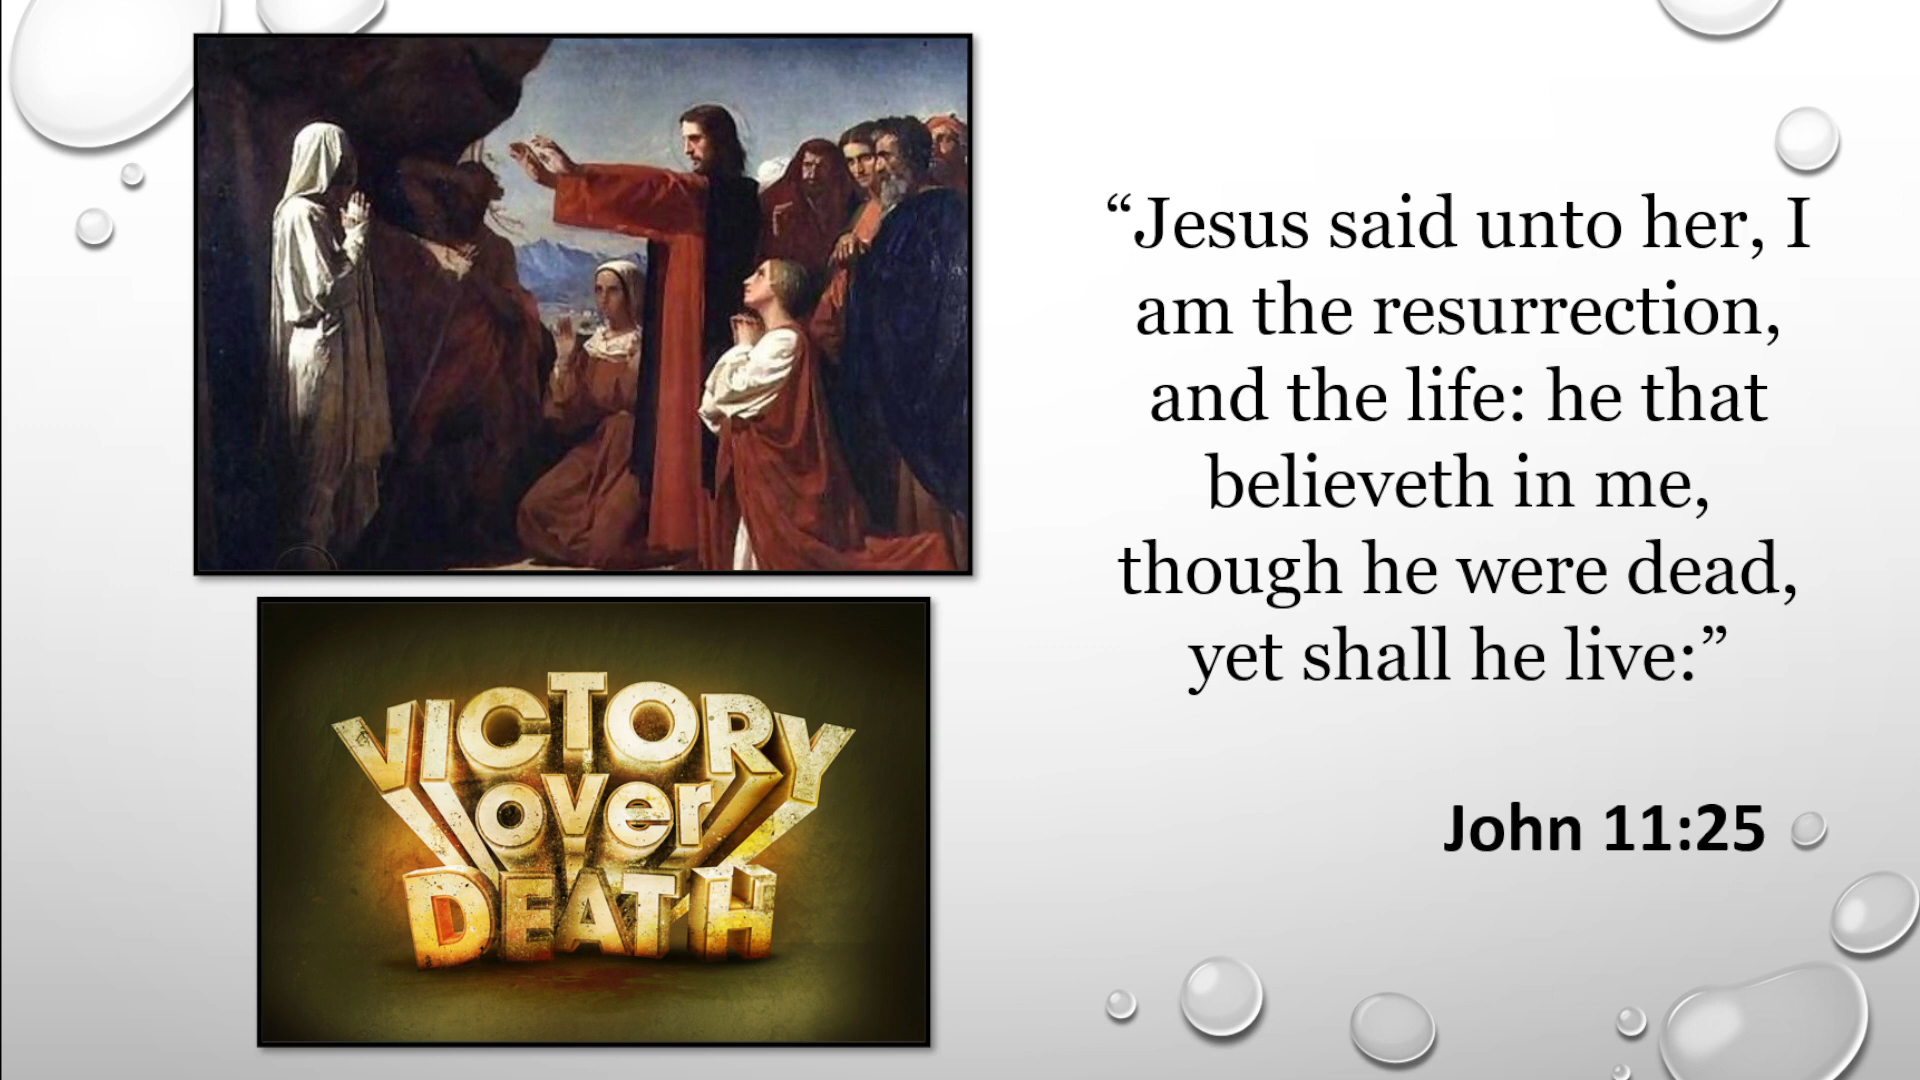 “Jesus said unto her, I
am the resurrection,
and the life: he that
believeth in me,
though he were dead,
yet shall he live:”
John 11:25
VICTORY
over
DEATH